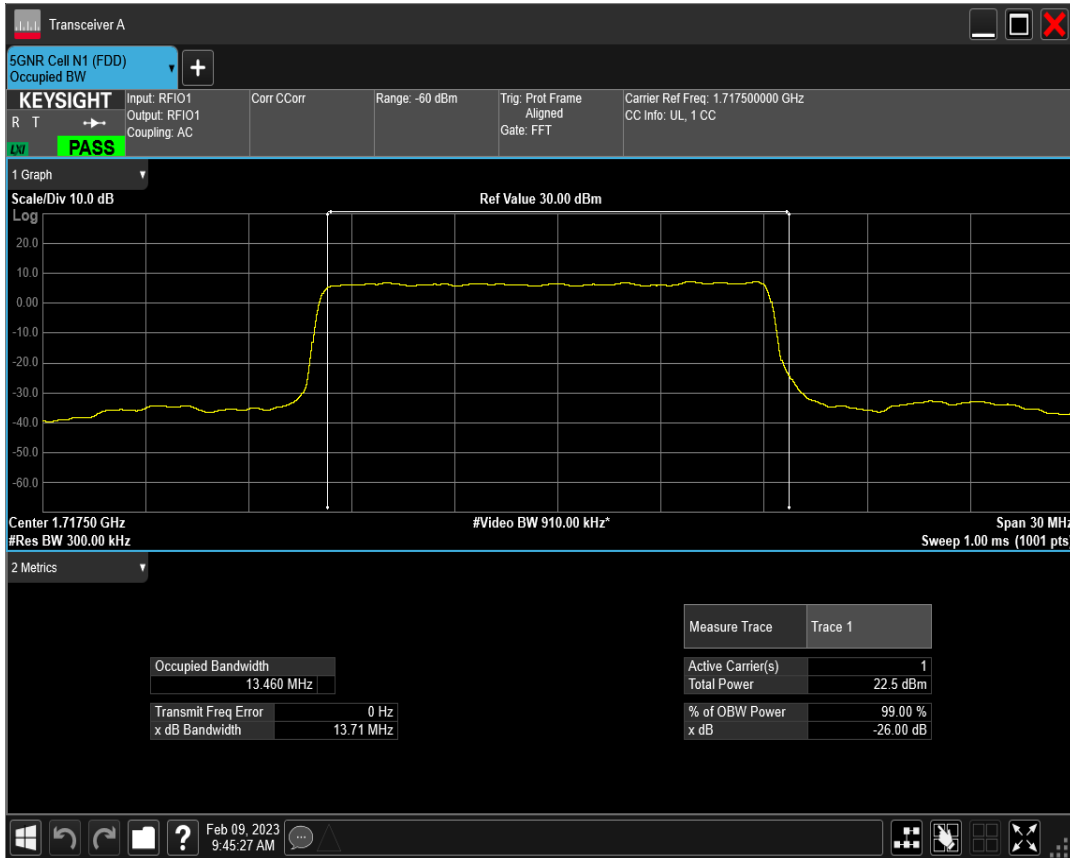 Transceiver A
5GNR Cell N1 (FDD)
Occupied BW
+
KEYSIGHT
R T
LXI
PASS
Input: RFIO1
Output: RFIO1
Coupling: AC
Corr CCorr
Range: -60 dBm
Trig: Prot Frame
Aligned
Gate: FFT
Carrier Ref Freq: 1.717500000 GHz
CC Info: UL, 1 CC
1 Graph
Scale/Div 10.0 dB
Ref Value 30.00 dBm
Log
20.0
10.0
0.00
-10.0
-20.0
-30.0
-40.0
-50.0
-60.0
Center 1.71750 GHz
#Video BW 910.00 kHz*
Span 30 MHz
#Res BW 300.00 kHz
Sweep 1.00 ms (1001 pts)
2 Metrics
Measure Trace Trace 1
Occupied Bandwidth
13.460 MHz
Transmit Freq Error 0 Hz
x dB Bandwidth 13.71 MHz
Active Carrier(s) 1
Total Power 22.5 dBm
% of OBW Power 99.00 %
x dB -26.00 dB
?
Feb 09, 2023
9:45:27 AM